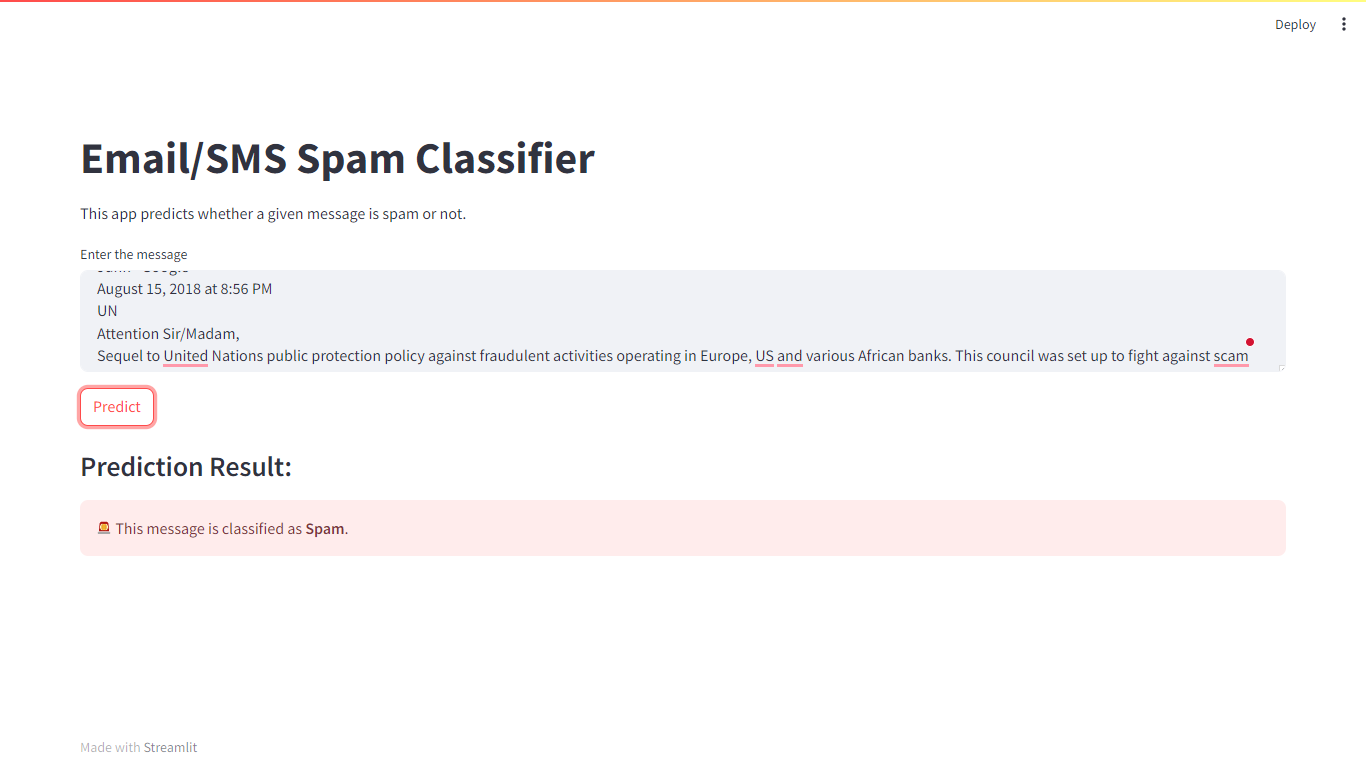 Deploy
Email/SMS Spam Classifier
This app predicts whether a given message is spam or not.
Enter the message
August 15, 2018 at 8:56 PM
UN
Attention Sir/Madam,
Sequel to United Nations public protection policy against fraudulent activities operating in Europe, US and various African banks. This council was set up to fight against scam
Predict
Prediction Result:
This message is classified as Spam.
Made with Streamlit